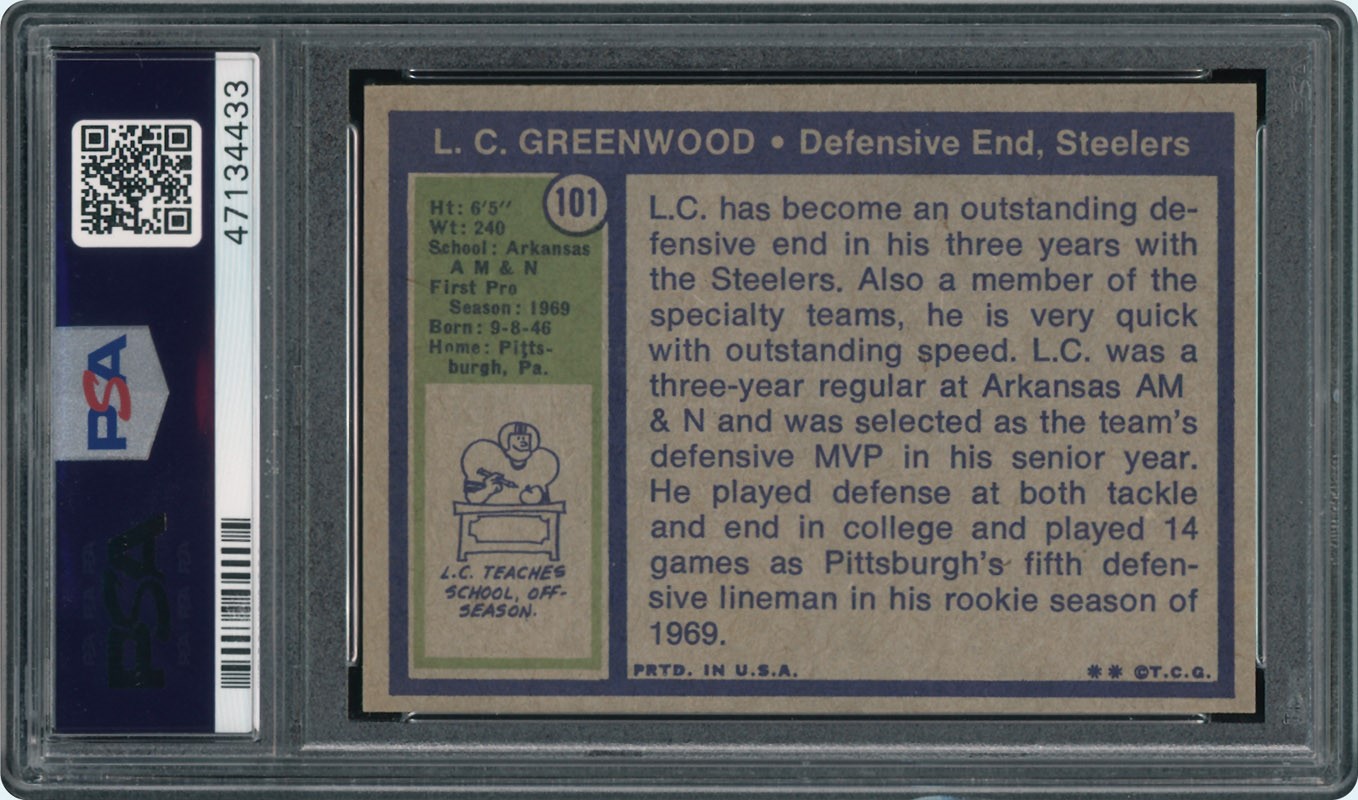 47134433
PSA
PSA
L. C. GREENWOOD • Defensive End, Steelers
101
Ht: 6'5''
Wt: 240
School: Arkansas
A M & N
First Pro
Season: 1969
Born: 9-8-46
Home: Pitts-
burgh, Pa.
L.C. TEACHES
SCHOOL, OFF-
SEASON.
L.C. has become an outstanding de-
fensive end in his three years with
the Steelers. Also a member of the
specialty teams, he is very quick
with outstanding speed. L.C. was a
three-year regular at Arkansas AM
& N and was selected as the team's
defensive MVP in his senior year.
He played defense at both tackle
and end in college and played 14
games as Pittsburgh's fifth defen-
sive lineman in his rookie season of
1969.
PRTD. IN U.S.A.
** ©T.C.G.